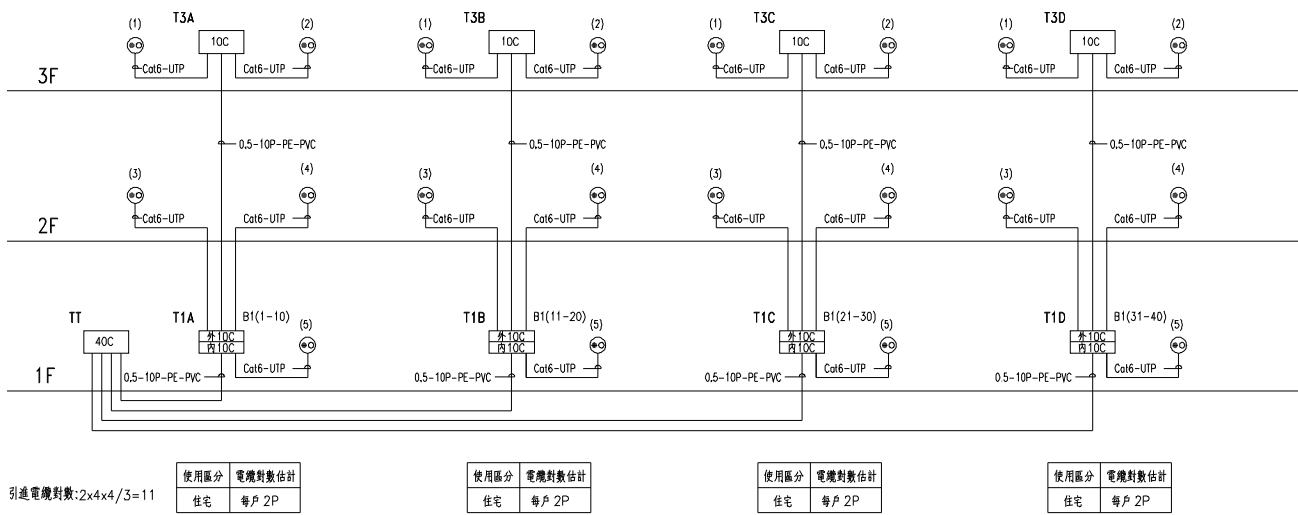 (1) T3A (2) (1) T3B (2) (1) T3C (2) (1) T3D (2)
10C 10C 10C 10C
Cat6-UTP Cat6-UTP Cat6-UTP Cat6-UTP Cat6-UTP Cat6-UTP Cat6-UTP Cat6-UTP
3F
0.5-10P-PE-PVC 0.5-10P-PE-PVC 0.5-10P-PE-PVC 0.5-10P-PE-PVC
(3) (4) (3) (4) (3) (4) (3) (4)
Cat6-UTP Cat6-UTP Cat6-UTP Cat6-UTP Cat6-UTP Cat6-UTP Cat6-UTP Cat6-UTP
2F
TT T1A B1(1-10) (5) T1B B1(11-20) (5) T1C B1(21-30) (5) T1D B1(31-40) (5)
40C 外10C 外10C 外10C 外10C
內10C 內10C 內10C 內10C
Cat6-UTP Cat6-UTP Cat6-UTP Cat6-UTP
1F 0.5-10P-PE-PVC 0.5-10P-PE-PVC 0.5-10P-PE-PVC 0.5-10P-PE-PVC
使用區分 電纜對數估計 使用區分 電纜對數估計 使用區分 電纜對數估計 使用區分 電纜對數估計
引進電纜對數:2x4x4/3=11
住宅 每戶 2P 住宅 每戶 2P 住宅 每戶 2P 住宅 每戶 2P